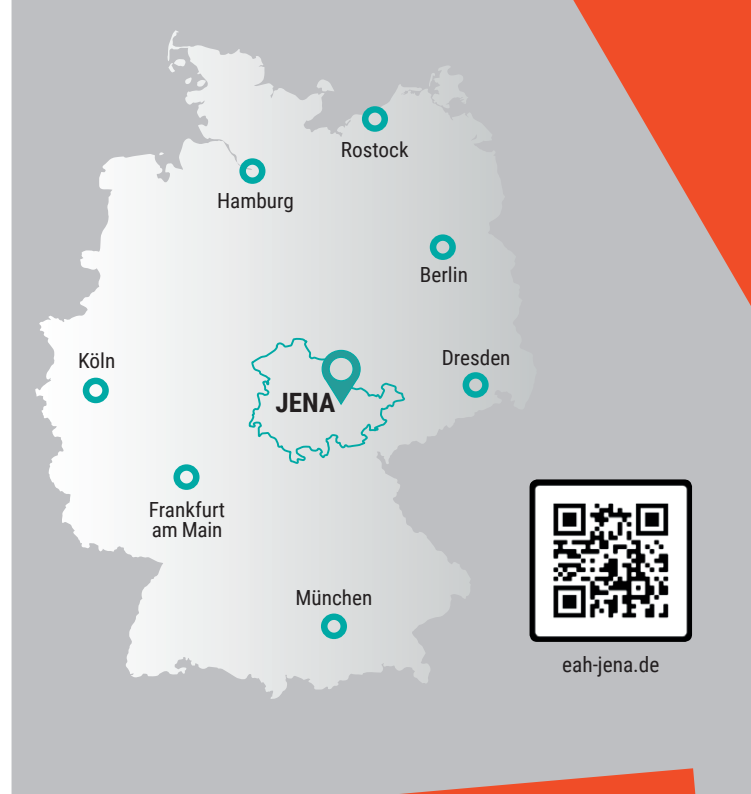 Rostock
Hamburg
Berlin
Köln
Dresden
JENA
Frankfurt
am Main
München
eah-jena.de